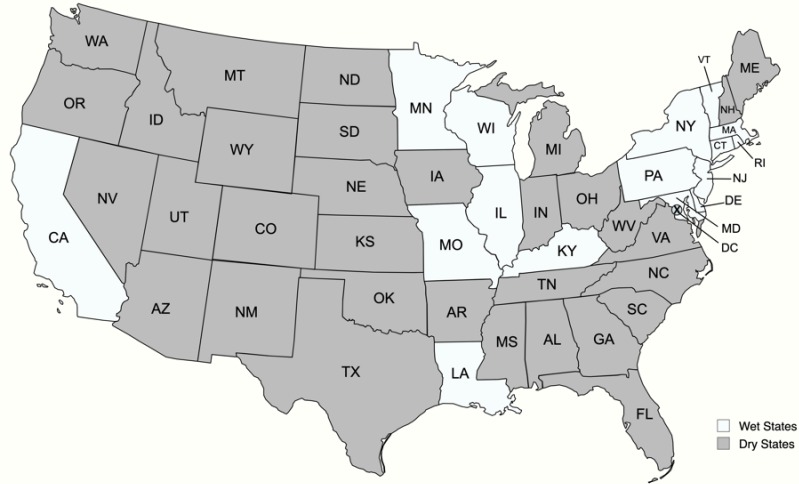 WA
MT
ND
MN
VT
ME
OR
ID
SD
WI
NH
NY
MA
WY
MI
CT
RI
NE
IA
PA
NJ
NV
UT
IL
IN
OH
DE
CO
WV
MD
CA
KS
MO
KY
VA
DC
AZ
NM
OK
TN
NC
AR
SC
MS
AL
GA
TX
LA
FL
Wet States
Dry States